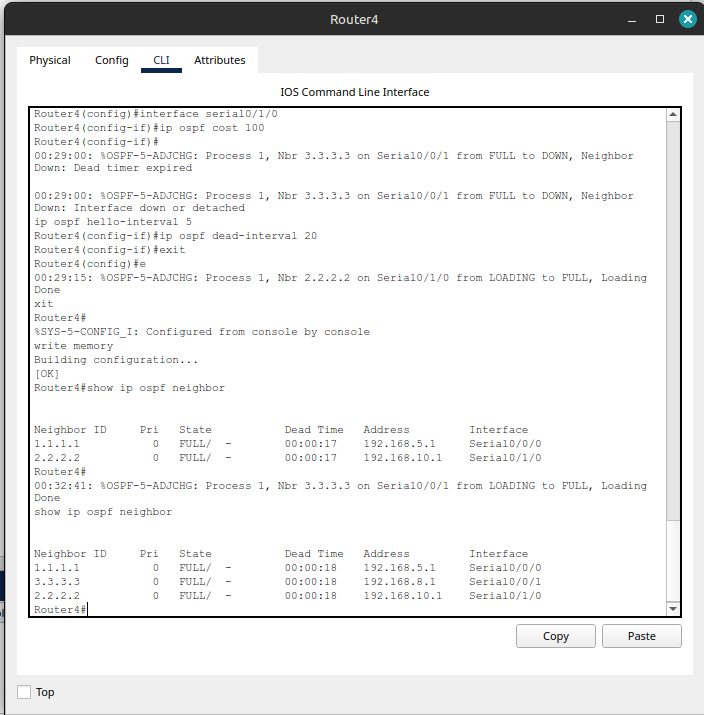 Router4
Physical Config CLI Attributes
IOS Command Line Interface
Router4(config)#interface serial0/1/0
Router4(config-if)#ip ospf cost 100
Router4(config-if)#
00:29:00: %OSPF-5-ADJCHG: Process 1, Nbr 3.3.3.3 on Serial0/0/1 from FULL to DOWN, Neighbor
Down: Dead timer expired
00:29:00: %OSPF-5-ADJCHG: Process 1, Nbr 3.3.3.3 on Serial0/0/1 from FULL to DOWN, Neighbor
Down: Interface down or detached
ip ospf hello-interval 5
Router4(config-if)#ip ospf dead-interval 20
Router4(config-if)#exit
Router4(config)#e
00:29:15: %OSPF-5-ADJCHG: Process 1, Nbr 2.2.2.2 on Serial0/1/0 from LOADING to FULL, Loading
Done
xit
Router4#
%SYS-5-CONFIG_I: Configured from console by console
write memory
Building configuration...
[OK]
Router4#show ip ospf neighbor
Neighbor ID Pri State Dead Time Address Interface
1.1.1.1 0 FULL/ - 00:00:17 192.168.5.1 Serial0/0/0
2.2.2.2 0 FULL/ - 00:00:17 192.168.10.1 Serial0/1/0
Router4#
00:32:41: %OSPF-5-ADJCHG: Process 1, Nbr 3.3.3.3 on Serial0/0/1 from LOADING to FULL, Loading
Done
show ip ospf neighbor
Neighbor ID Pri State Dead Time Address Interface
1.1.1.1 0 FULL/ - 00:00:18 192.168.5.1 Serial0/0/0
3.3.3.3 0 FULL/ - 00:00:18 192.168.8.1 Serial0/0/1
2.2.2.2 0 FULL/ - 00:00:18 192.168.10.1 Serial0/1/0
Router4#
Copy Paste
Top